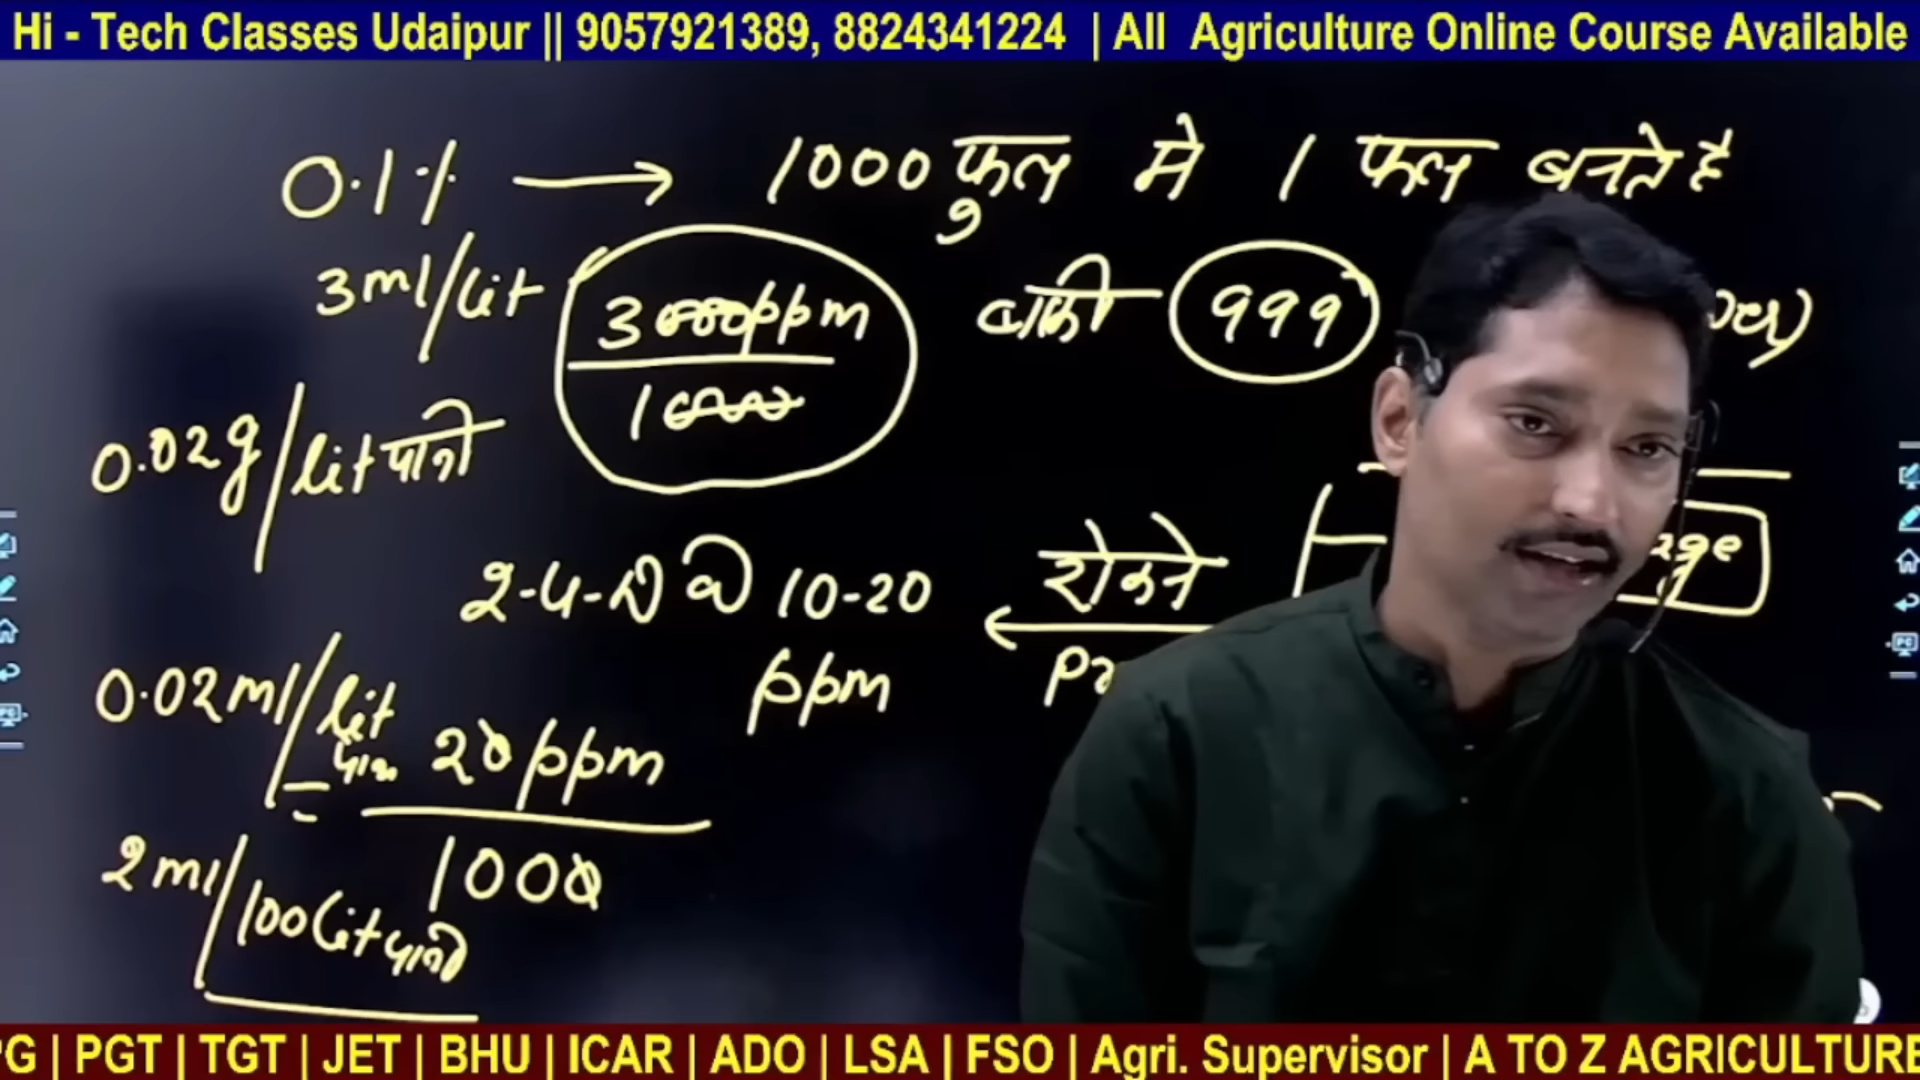 Hi - Tech Classes Udaipur || 9057921389, 8824341224 | All Agriculture Online Course Available
0.1% → 1000 फुल मे 1 फल बनते है
3ml/lit 3000ppm बाकी 999
1000
0.02g/lit पानी
2-4-D के 10-20 रोकने
ppm
0.02ml/lit
20ppm
1000
2ml/100lit पानी
PG | PGT | TGT | JET | BHU | ICAR | ADO | LSA | FSO | Agri. Supervisor | A TO Z AGRICULTURE